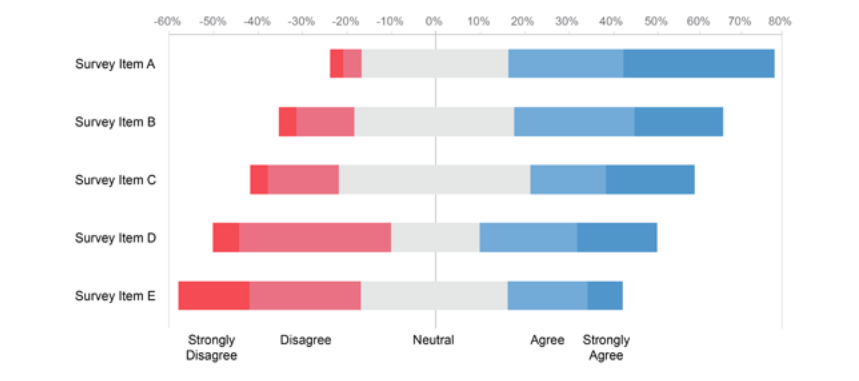 -60% -50% -40% -30% -20% -10% 0% 10% 20% 30% 40% 50% 60% 70% 80%
Survey Item A
Survey Item B
Survey Item C
Survey Item D
Survey Item E
Strongly Disagree Neutral Agree Strongly
Disagree Agree